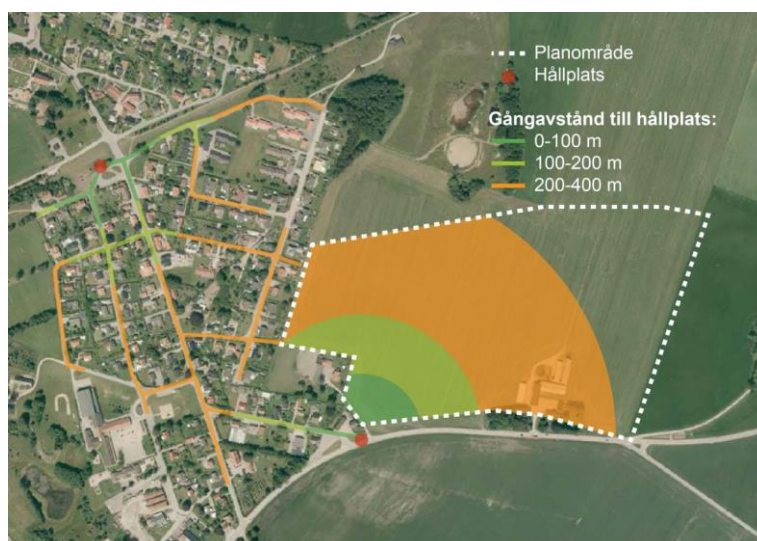 Planområde
Hållplats
Gångavstånd till hållplats:
0-100 m
100-200 m
200-400 m